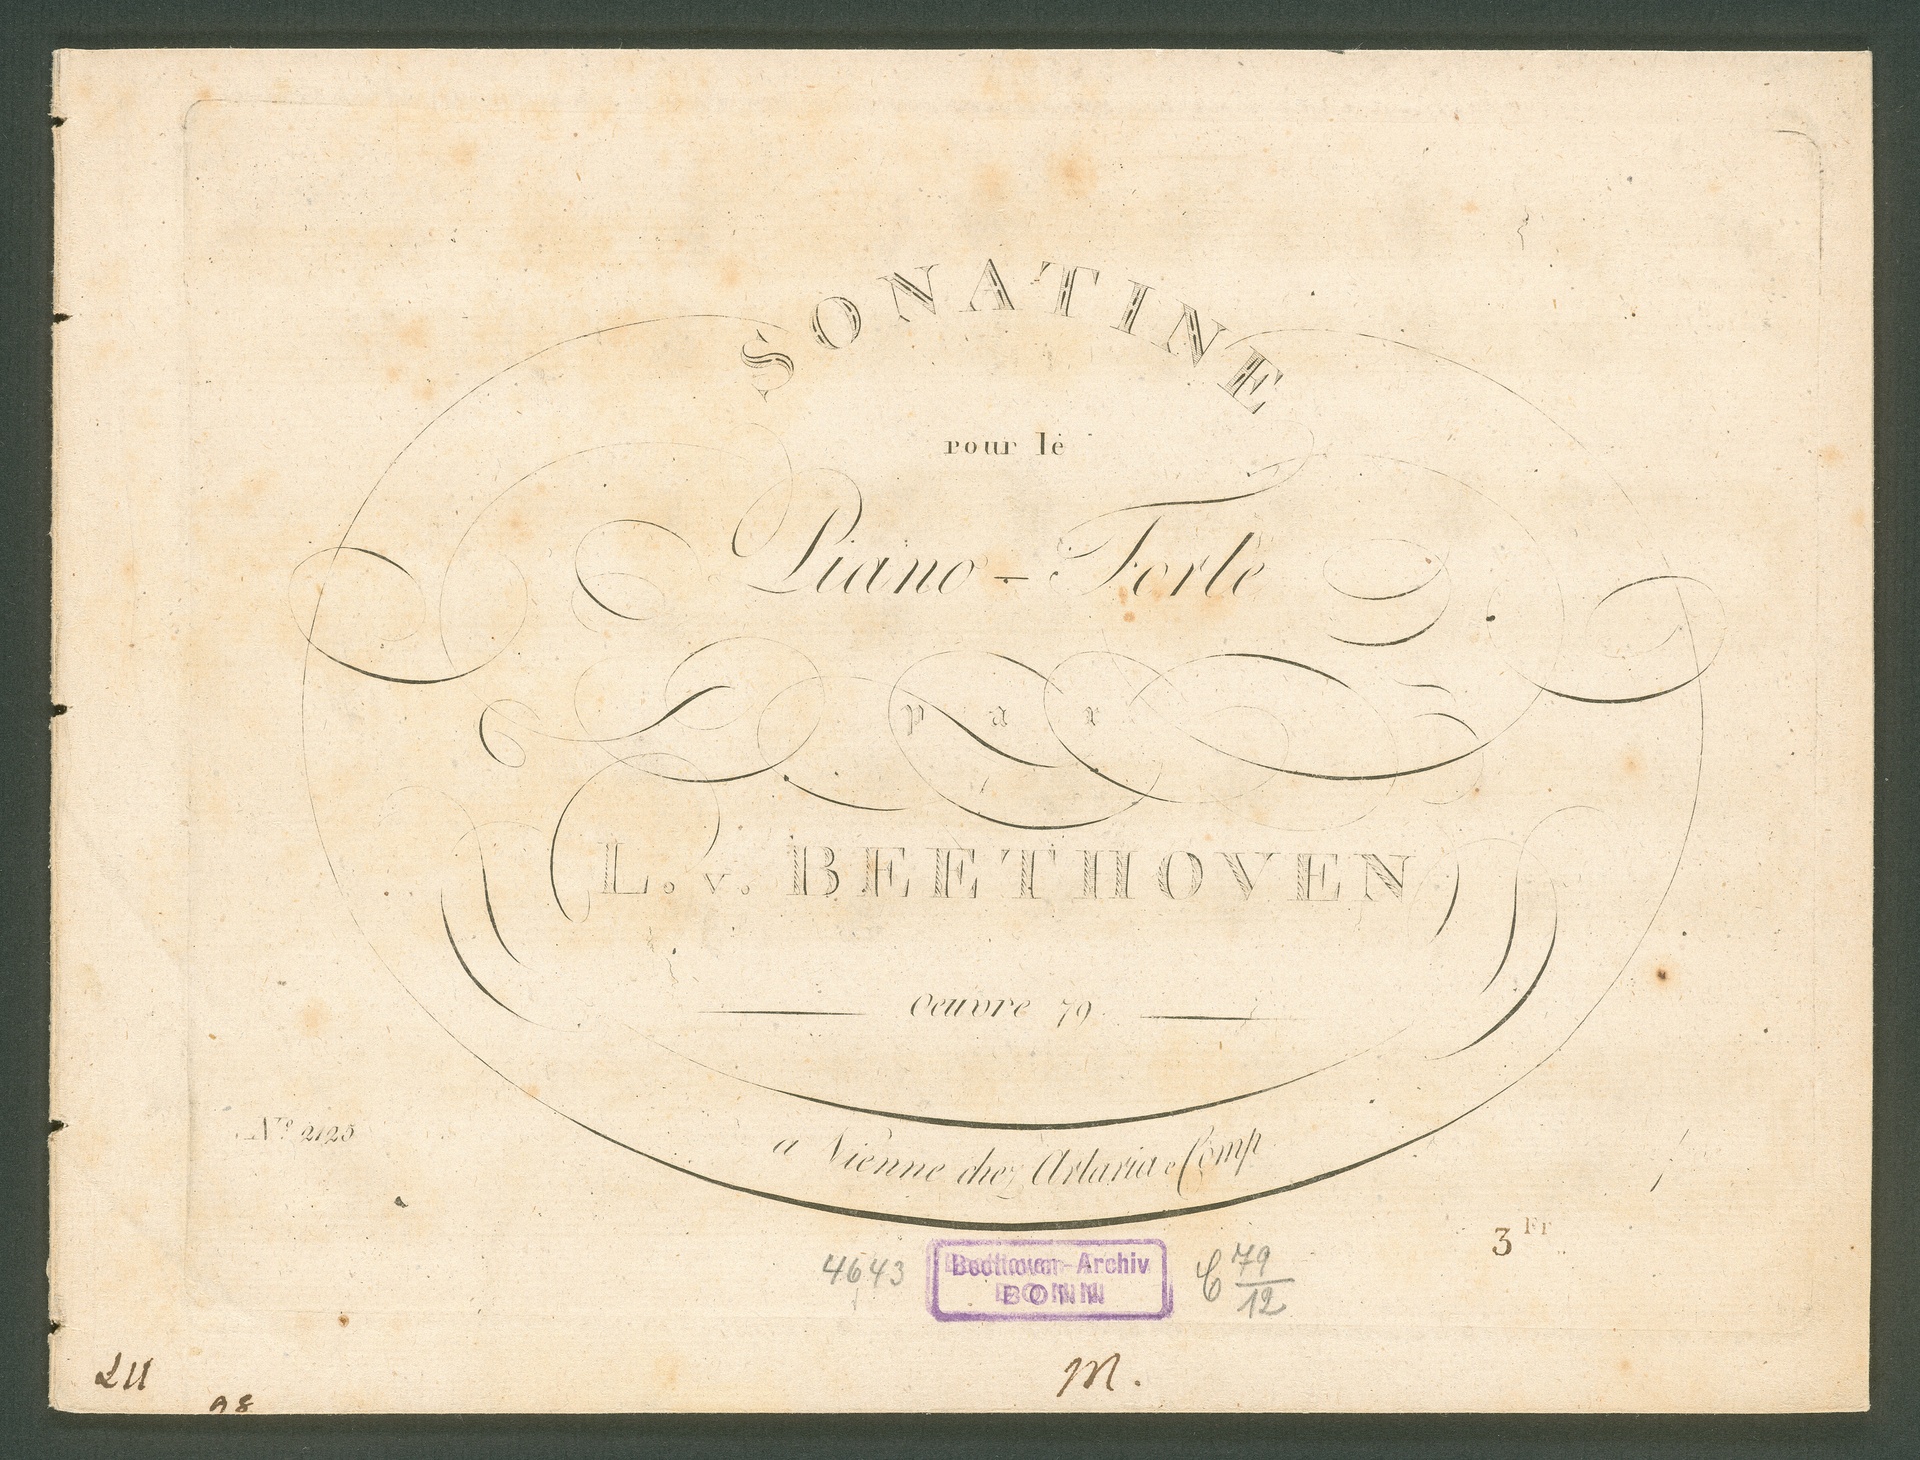 SONATINE
pour le
Piano - Forte
par
L. v. BEETHOVEN
Oeuvre 79
No 2125
a Vienne chez Artaria e Comp
3 Fr
4643
Beethoven-Archiv
BONN
C 79/12
M.